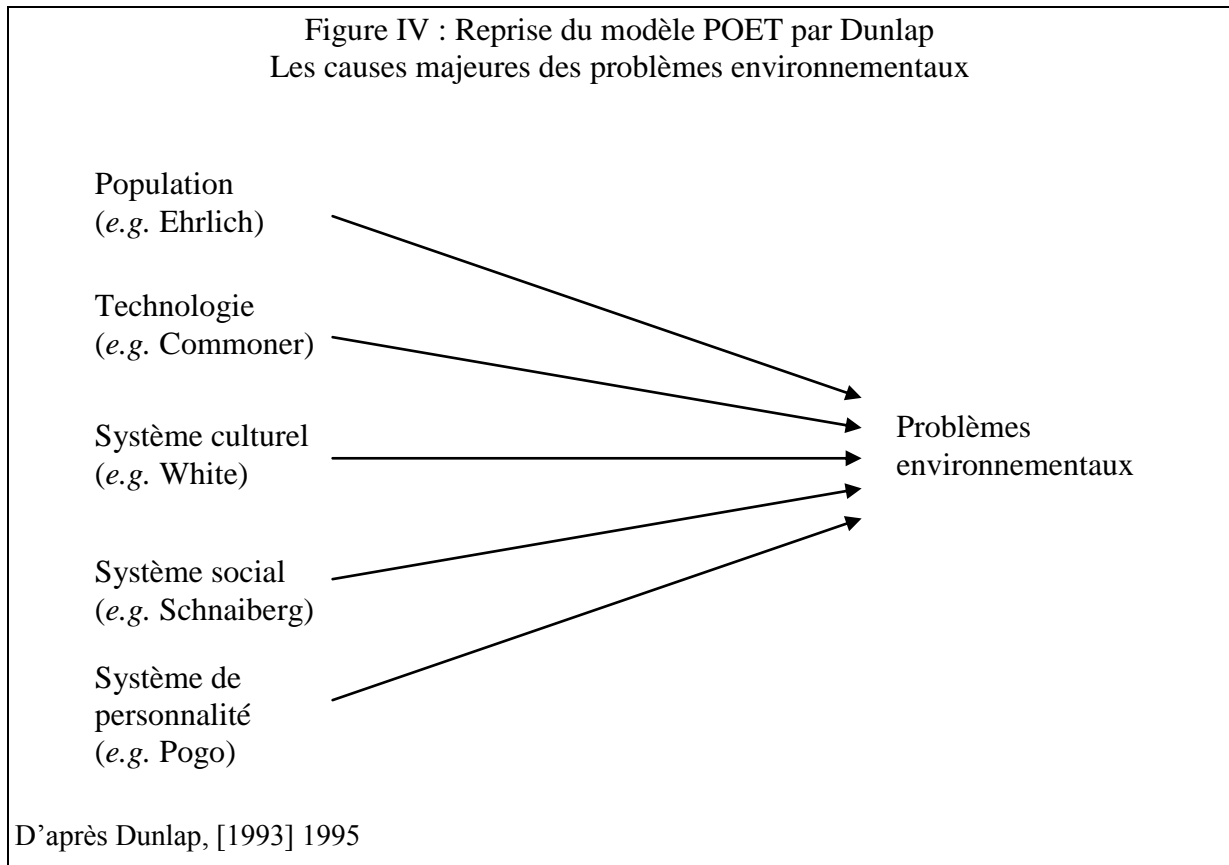 Figure IV : Reprise du modèle POET par Dunlap
Les causes majeures des problèmes environnementaux
Population
(e.g. Ehrlich)
Technologie
(e.g. Commoner)
Système culturel
(e.g. White)
Système social
(e.g. Schnaiberg)
Système de
personnalité
(e.g. Pogo)
Problèmes
environnementaux
D’après Dunlap, [1993] 1995